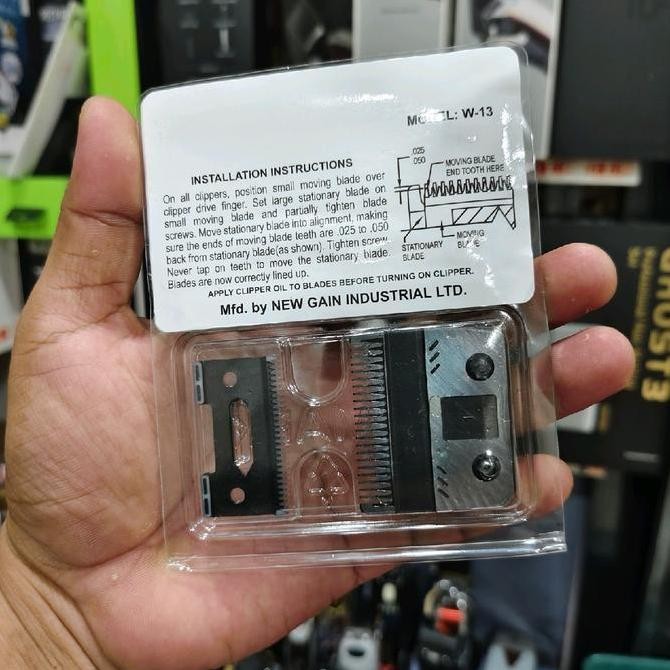 MODEL: W-13
INSTALLATION INSTRUCTIONS
On all clippers, position small moving blade over
clipper drive finger. Set large stationary blade on
small moving blade and partially tighten blade
screws. Move stationary blade into alignment, making
sure the ends of moving blade teeth are .025 to .050
back from stationary blade(as shown). Tighten screw
Never tap on teeth to move the stationary blade.
Blades are now correctly lined up.
.025
.050
MOVING BLADE
END TOOTH HERE
STATIONARY
BLADE
MOVING
BLADE
APPLY CLIPPER OIL TO BLADES BEFORE TURNING ON CLIPPER.
Mfd. by NEW GAIN INDUSTRIAL LTD.